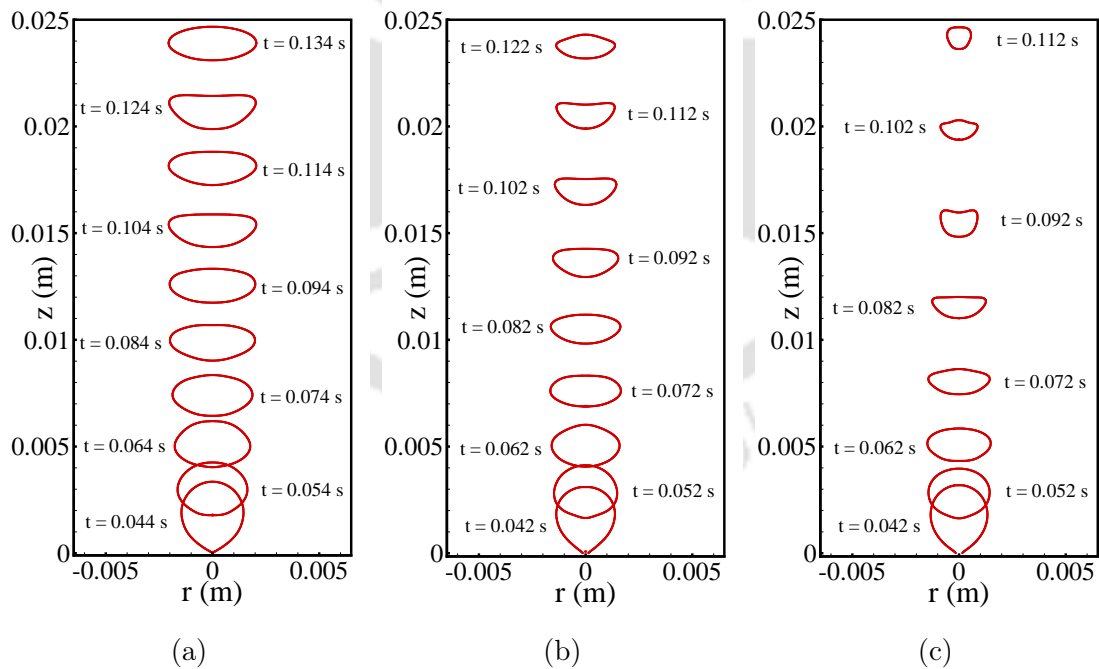 0.025
0.02
0.015
0.01
0.005
0
z (m)
t = 0.134 s
t = 0.124 s
t = 0.114 s
t = 0.104 s
t = 0.094 s
t = 0.084 s
t = 0.074 s
t = 0.064 s
t = 0.054 s
t = 0.044 s
-0.005 0 0.005
r (m)
(a)
0.025
0.02
0.015
0.01
0.005
0
z (m)
t = 0.122 s
t = 0.112 s
t = 0.102 s
t = 0.092 s
t = 0.082 s
t = 0.072 s
t = 0.062 s
t = 0.052 s
t = 0.042 s
-0.005 0 0.005
r (m)
(b)
0.025
0.02
0.015
0.01
0.005
0
z (m)
t = 0.112 s
t = 0.102 s
t = 0.092 s
t = 0.082 s
t = 0.072 s
t = 0.062 s
t = 0.052 s
t = 0.042 s
-0.005 0 0.005
r (m)
(c)